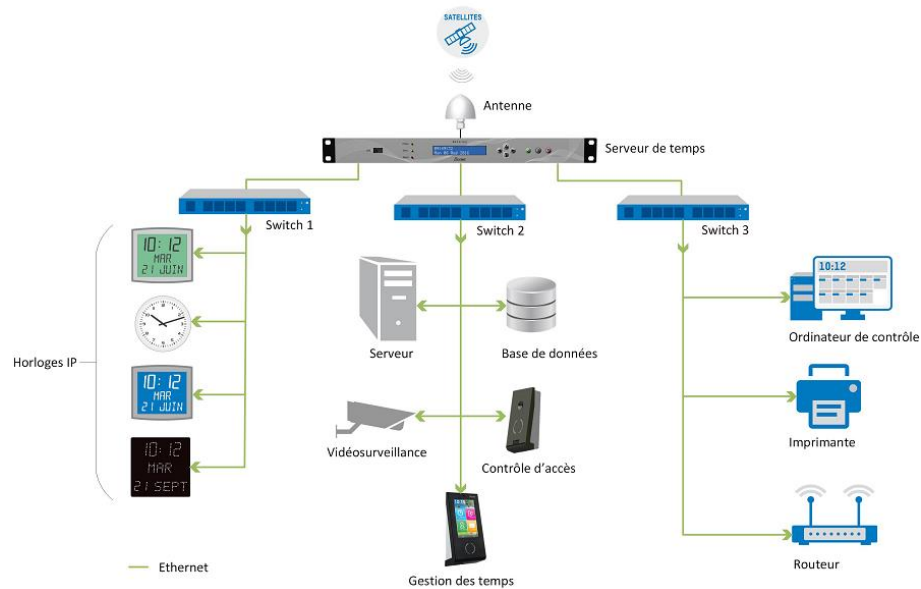 SATELLITES
Antenne
Serveur de temps
Switch 1
Switch 2
Switch 3
10:12
MAR
21 JUIN
Horloges IP
10:12
MAR
21 JUIN
10:12
MAR
21 SEPT
Serveur
Base de données
Vidéosurveillance
Contrôle d'accès
Gestion des temps
10:12
Ordinateur de contrôle
Imprimante
Routeur
Ethernet